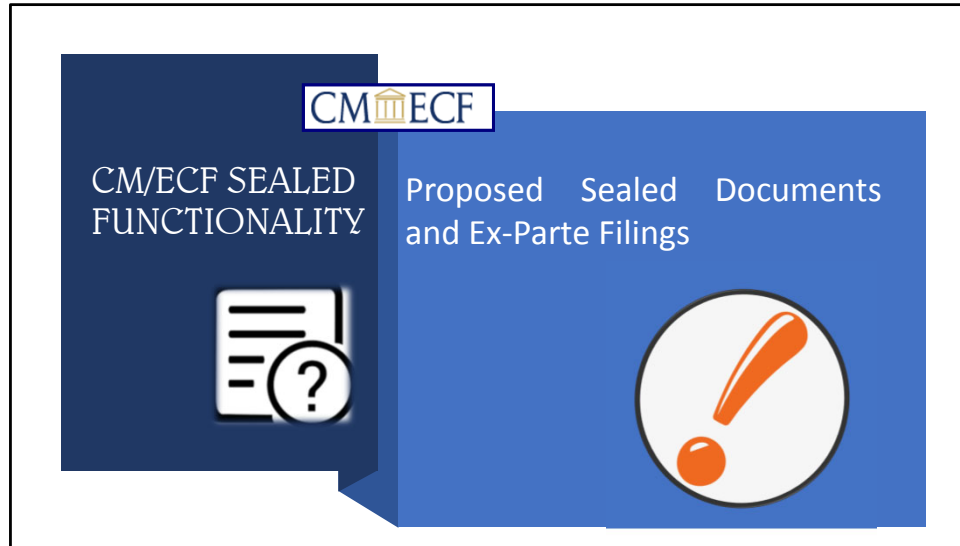 CM ECF
CM/ECF SEALED
FUNCTIONALITY
Proposed Sealed Documents
and Ex-Parte Filings
?